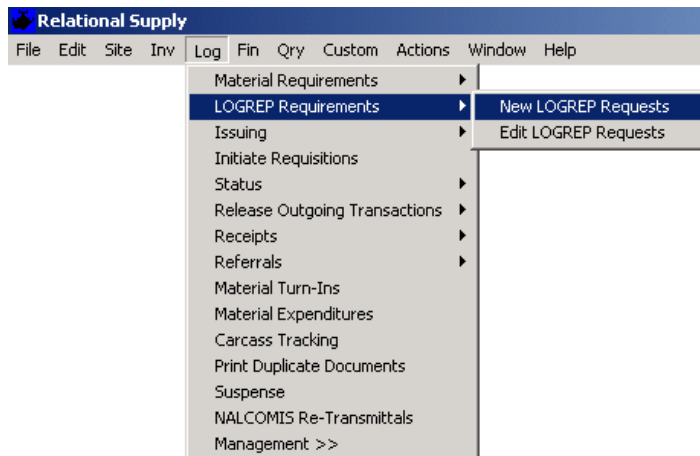 Relational Supply
File Edit Site Inv Log Fin Qry Custom Actions Window Help
Material Requirements
LOGREP Requirements
New LOGREP Requests
Issuing
Edit LOGREP Requests
Initiate Requisitions
Status
Release Outgoing Transactions
Receipts
Referrals
Material Turn-Ins
Material Expenditures
Carcass Tracking
Print Duplicate Documents
Suspense
NALCOMIS Re-Transmittals
Management >>